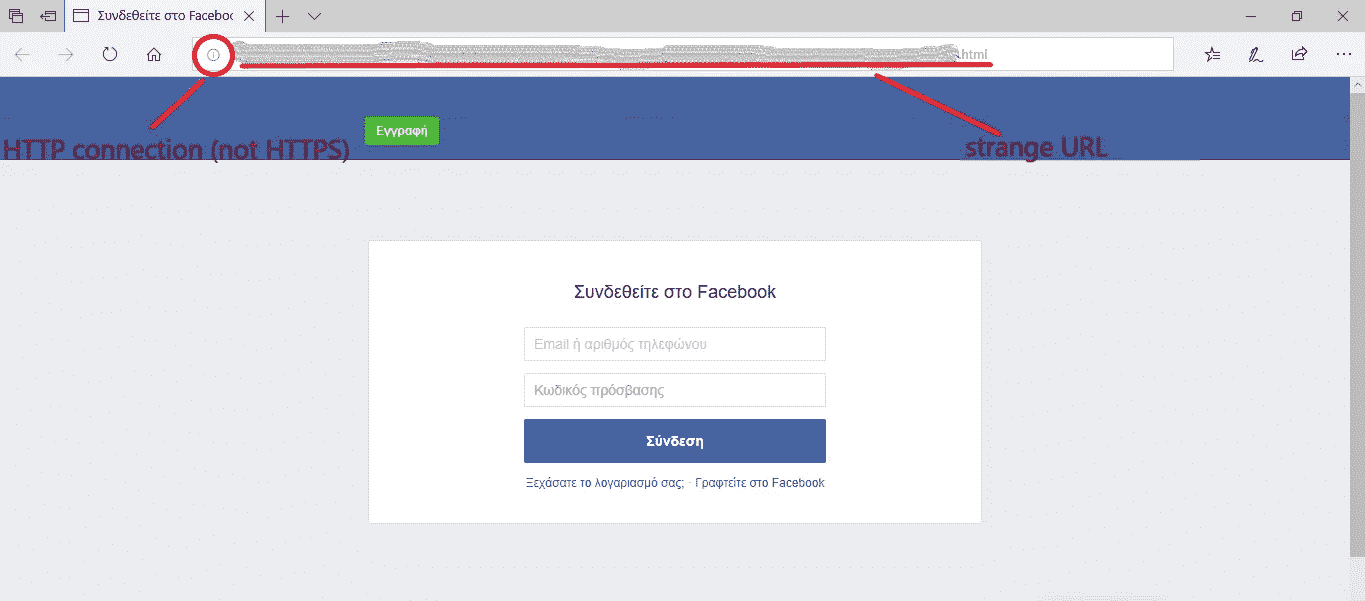 Συνδεθείτε στο Faceboo
.html
Εγγραφή
HTTP connection (not HTTPS)
strange URL
Συνδεθείτε στο Facebook
Email ή αριθμός τηλεφώνου
Κωδικός πρόσβασης
Σύνδεση
Ξεχάσατε το λογαριασμό σας; · Γραφτείτε στο Facebook